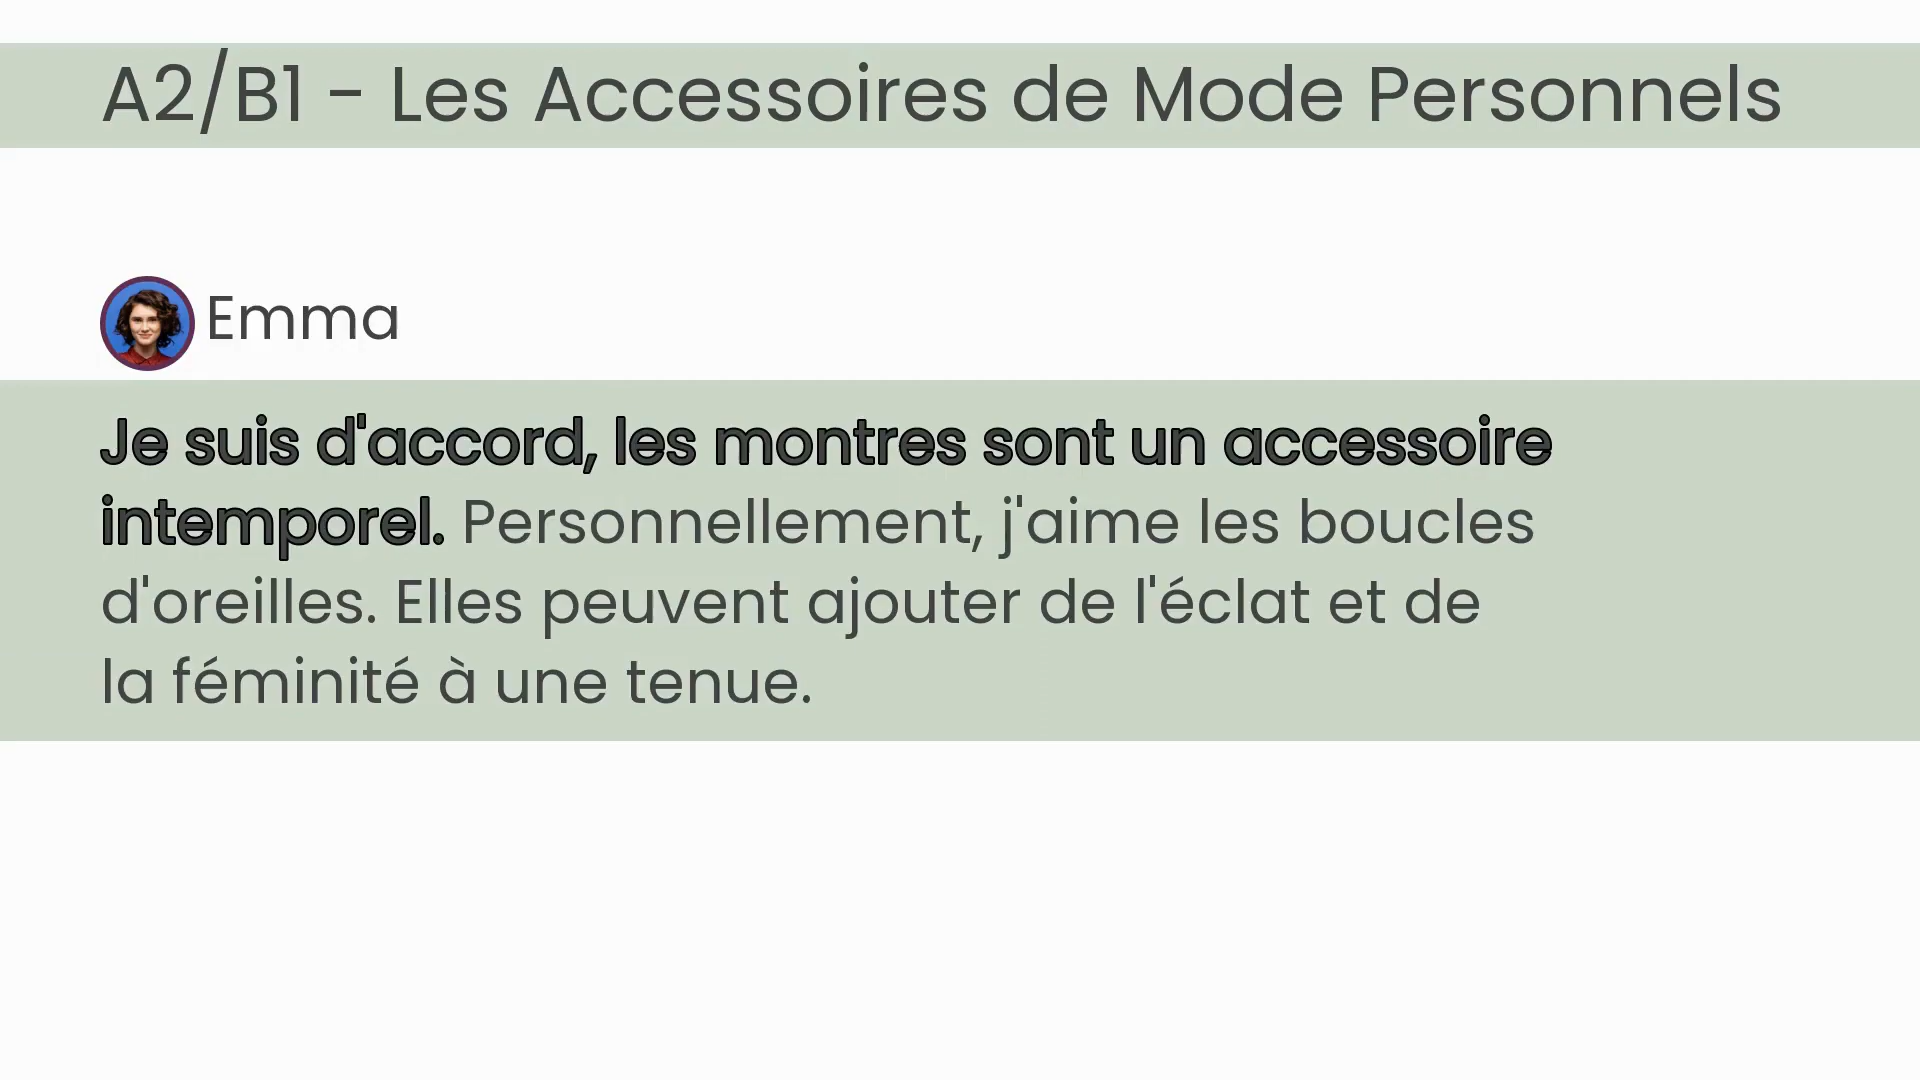 A2/B1 - Les Accessoires de Mode Personnels
Emma
Je suis d'accord, les montres sont un accessoire
intemporel. Personnellement, j'aime les boucles
d'oreilles. Elles peuvent ajouter de l'éclat et de
la féminité à une tenue.